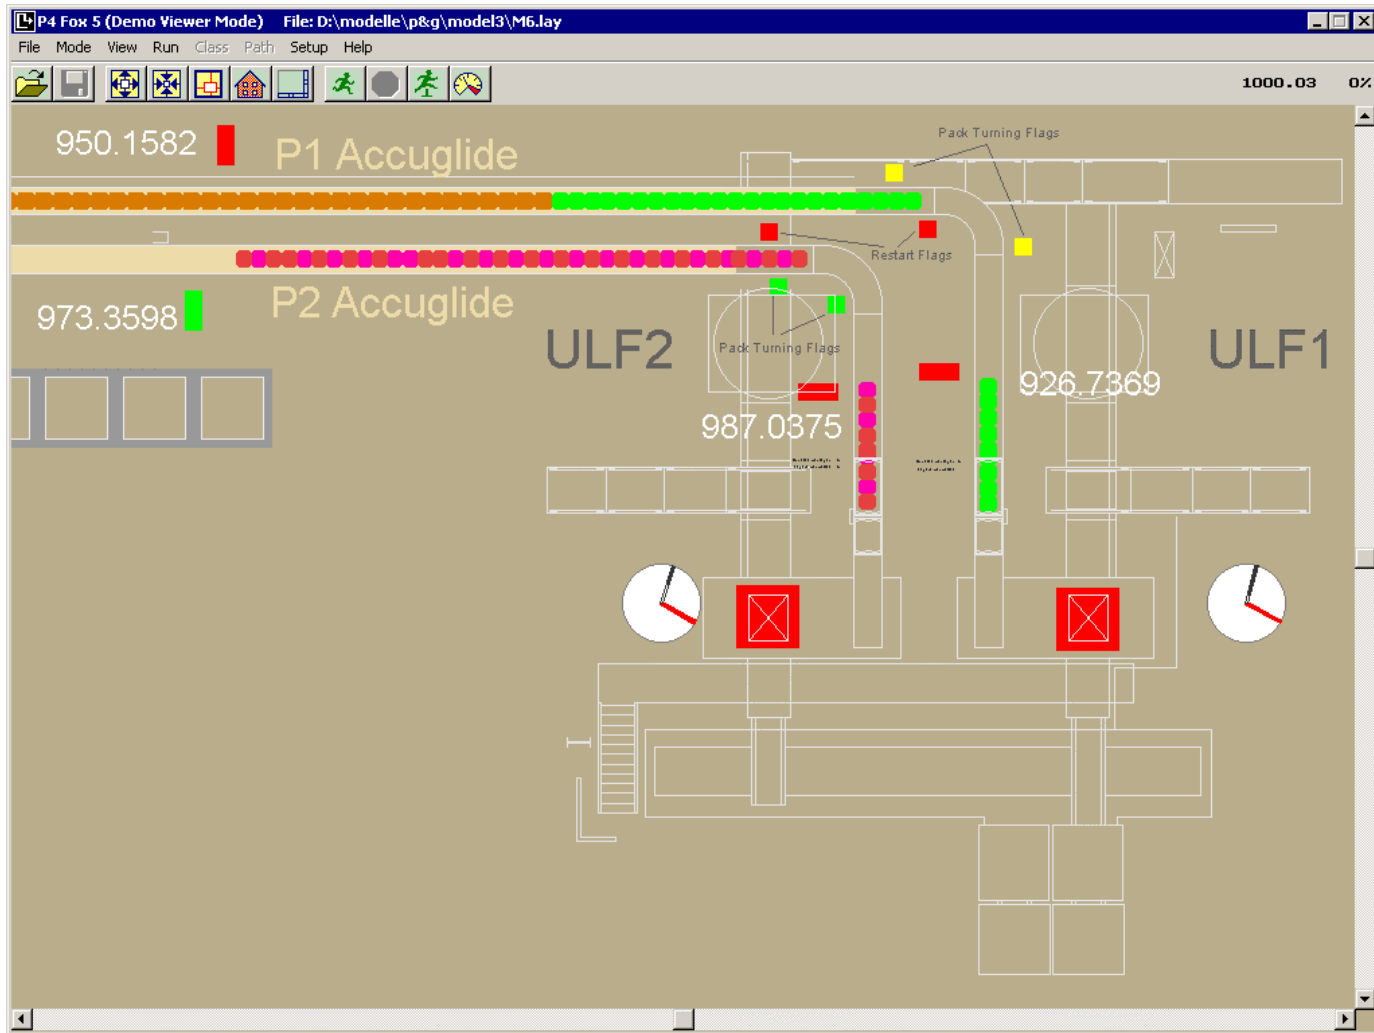 P4 Fox 5 (Demo Viewer Mode) File: D:\modelle\p&g\model3\M6.lay
File Mode View Run Class Path Setup Help
1000.03 0%
950.1582
P1 Accuglide
Pack Turning Flags
Restart Flags
973.3598
P2 Accuglide
ULF2
Pack Turning Flags
ULF1
926.7369
987.0375